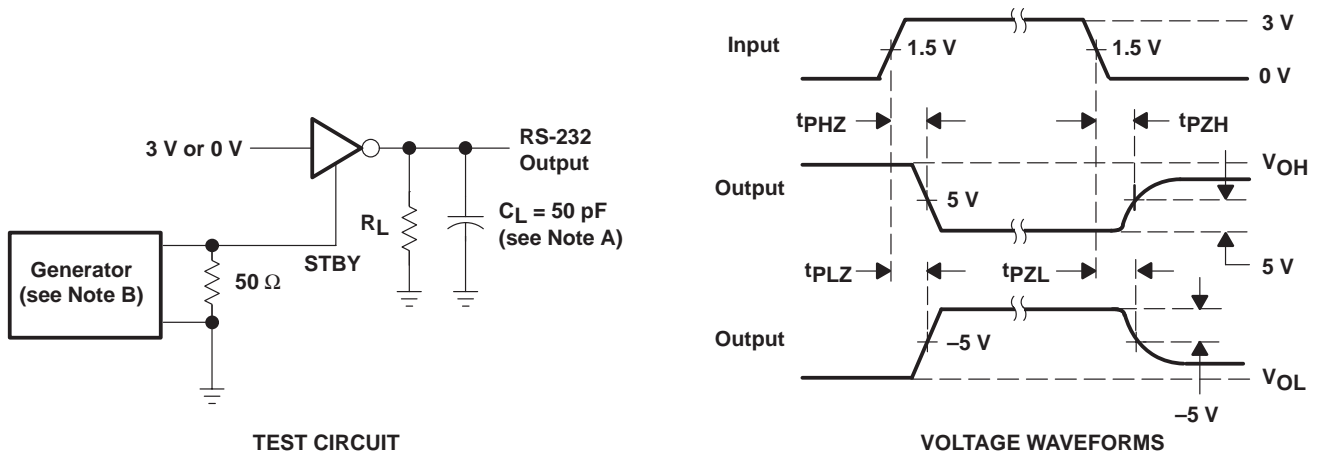 3 V or 0 V
STBY
Generator
(see Note B)
50 Ω
RL
RS-232
Output
CL = 50 pF
(see Note A)
TEST CIRCUIT
Input
1.5 V
1.5 V
3 V
0 V
tPHZ
tPZH
Output
5 V
VOH
5 V
tPLZ
tPZL
Output
–5 V
VOL
–5 V
VOLTAGE WAVEFORMS